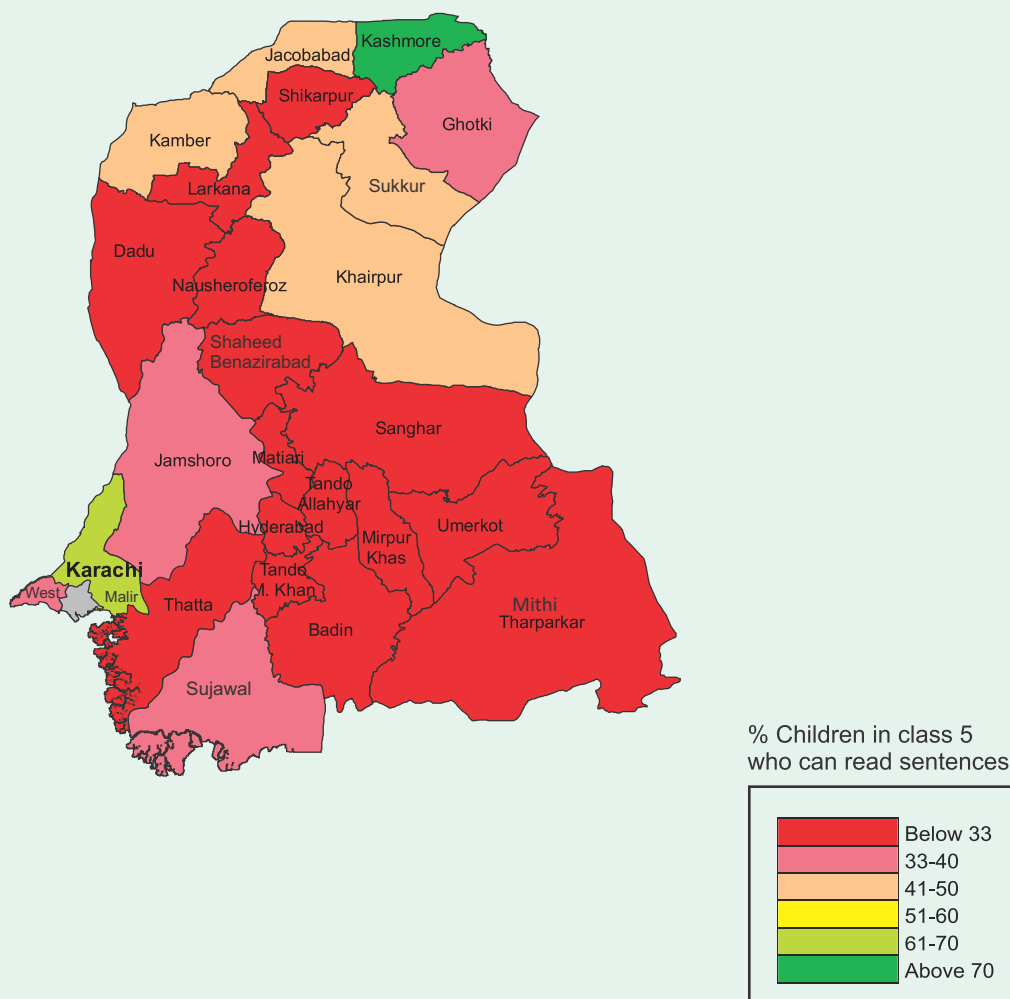 Kashmore
Jacobabad
Shikarpur
Ghotki
Kamber
Sukkur
Larkana
Dadu
Khairpur
Nausheroferoz
Shaheed
Benazirabad
Sanghar
Matiari
Jamshoro
Tando
Allahyar
Hyderabad
Umerkot
Mirpur
Khas
Karachi
West
Malir
Tando
M. Khan
Thatta
Mithi
Tharparkar
Badin
Sujawal
% Children in class 5
who can read sentences
Below 33
33-40
41-50
51-60
61-70
Above 70